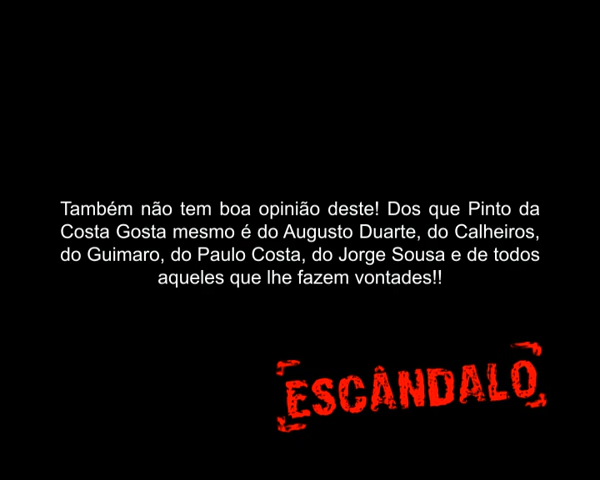 Também não tem boa opinião deste! Dos que Pinto da
Costa Gosta mesmo é do Augusto Duarte, do Calheiros,
do Guimaro, do Paulo Costa, do Jorge Sousa e de todos
aqueles que lhe fazem vontades!!
ESCÂNDALO